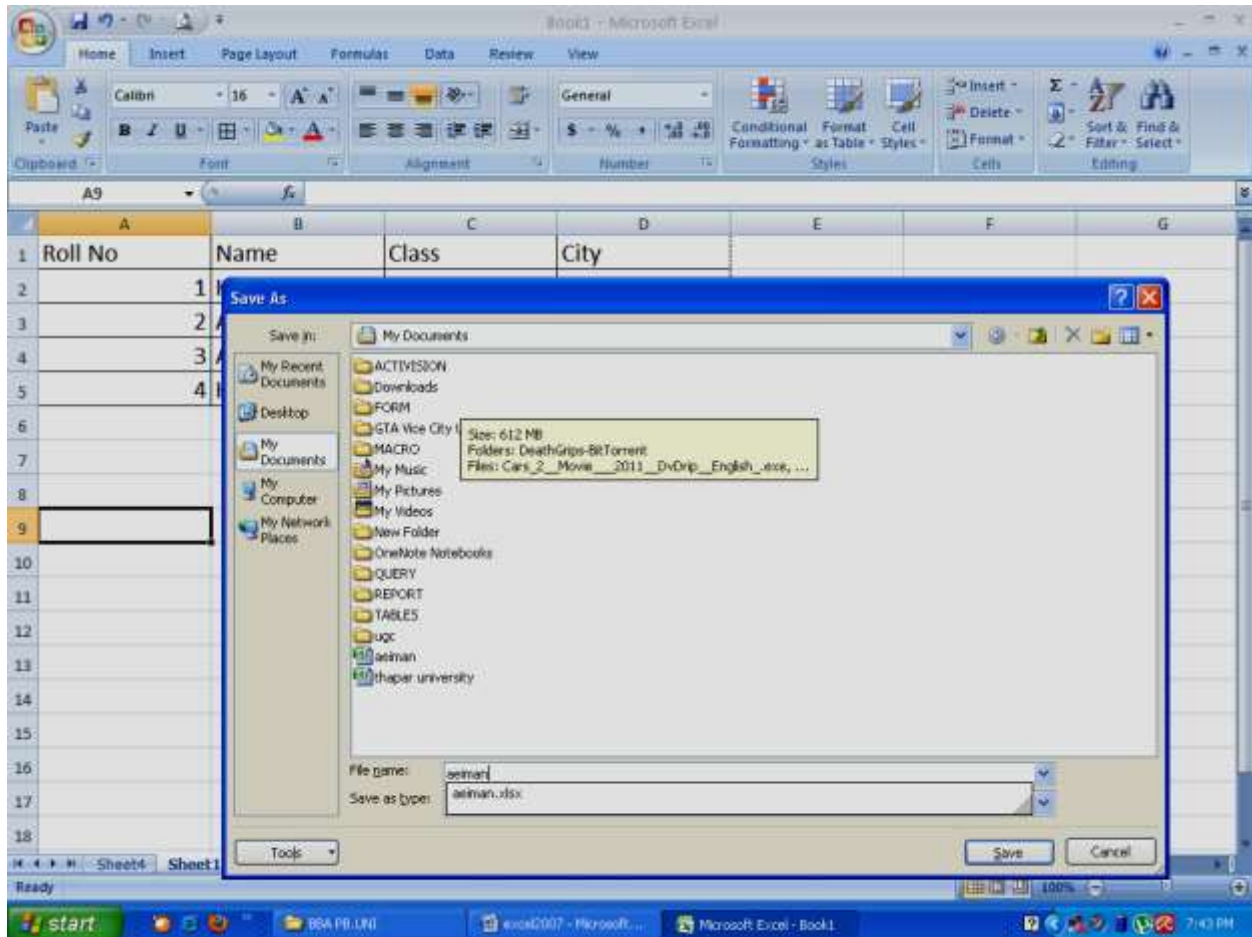 Book1 - Microsoft Excel
Home Insert Page Layout Formulas Data Review View
Paste
Calibri 16 A A
B I U A
General
$ % ,
Conditional Formatting
Format as Table
Cell Styles
Insert
Delete
Format
Σ
Sort & Filter
Find & Select
Clipboard Font Alignment Number Styles Cells Editing
A9 fx
A B C D E F G
1 Roll No Name Class City
2 1
3 2
4 3
5 4
6
7
8
9
10
11
12
13
14
15
16
17
18
Save As
Save in: My Documents
My Recent Documents
Desktop
My Documents
My Computer
My Network Places
ACTIVISION
Downloads
FORM
GTA Vice City
MACRO
My Music
My Pictures
My Videos
New Folder
OneNote Notebooks
QUERY
REPORT
TABLES
ugc
aeiman
thapar university
Size: 612 MB
Folders: DeathGrips-BitTorrent
Files: Cars_2__Movie___2011__DvDrip__English_.exe, ...
File name: aeiman
Save as type: aeiman.xlsx
Tools Save Cancel
Sheet4 Sheet1
Ready 100%
start BBA PB.UNI excel2007 - Microsoft... Microsoft Excel - Book1 7:43 PM